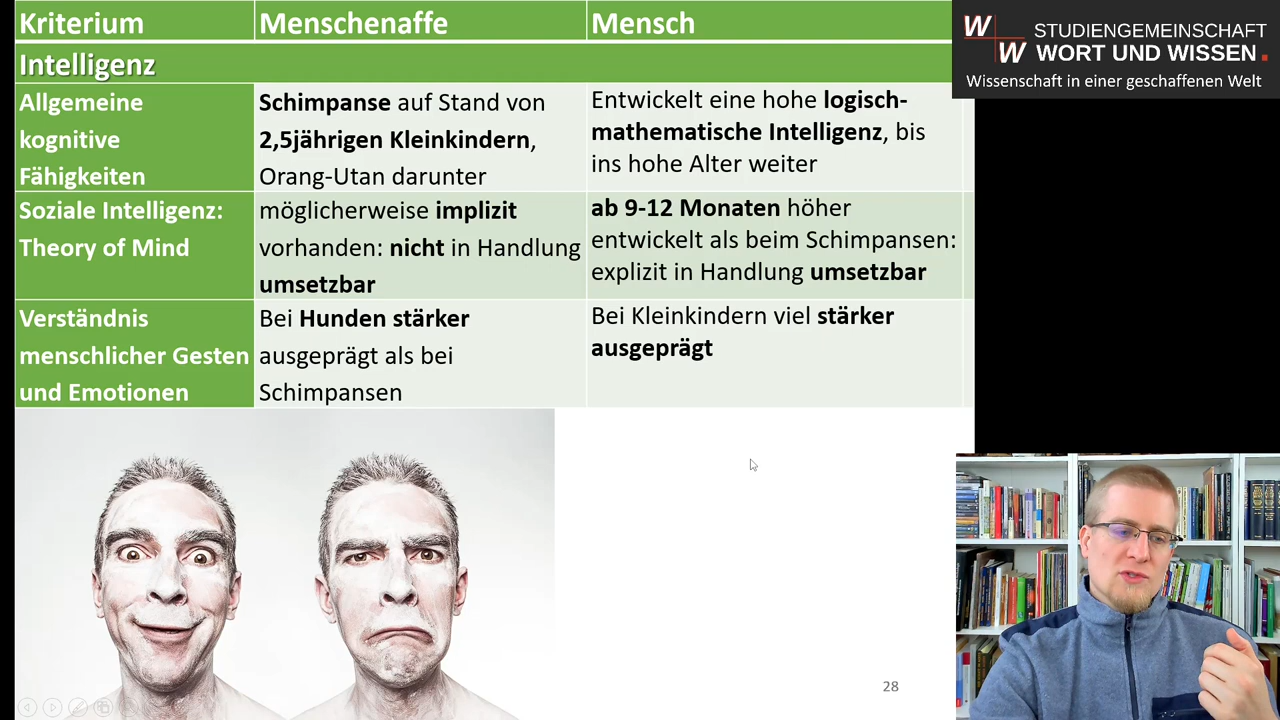 Kriterium
Menschenaffe
Mensch
Intelligenz
Allgemeine
kognitive
Fähigkeiten
Schimpanse auf Stand von
2,5jährigen Kleinkindern,
Orang-Utan darunter
Entwickelt eine hohe logisch-
mathematische Intelligenz, bis
ins hohe Alter weiter
Soziale Intelligenz:
Theory of Mind
möglicherweise implizit
vorhanden: nicht in Handlung
umsetzbar
ab 9-12 Monaten höher
entwickelt als beim Schimpansen:
explizit in Handlung umsetzbar
Verständnis
menschlicher Gesten
und Emotionen
Bei Hunden stärker
ausgeprägt als bei
Schimpansen
Bei Kleinkindern viel stärker
ausgeprägt
28
W W
STUDIENGEMEINSCHAFT
WORT UND WISSEN.
Wissenschaft in einer geschaffenen Welt